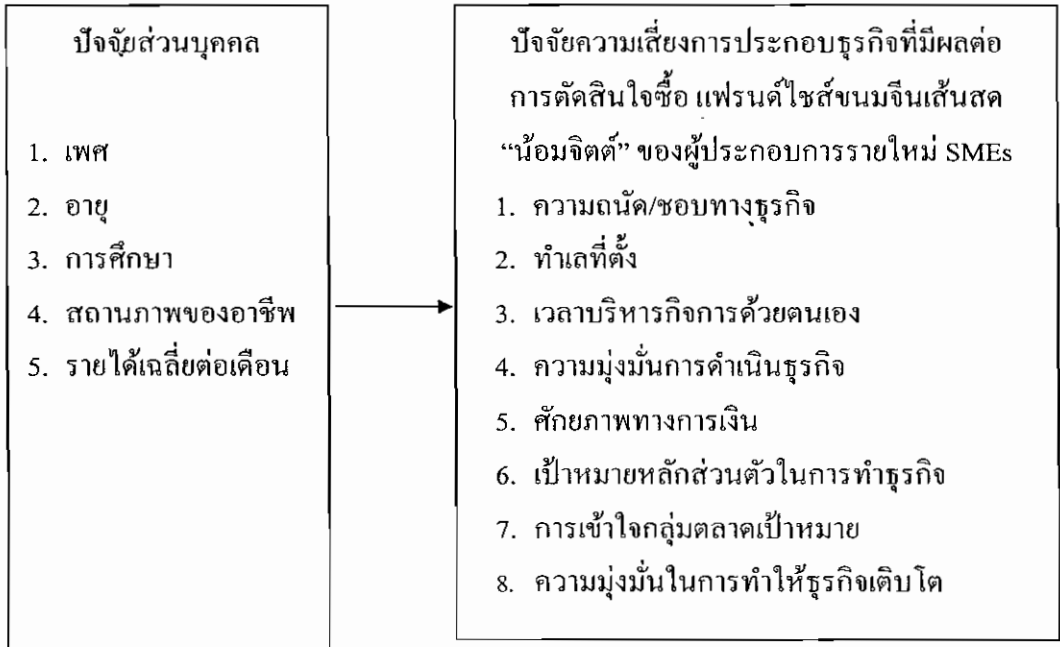 ปัจจัยส่วนบุคคล
1. เพศ
2. อายุ
3. การศึกษา
4. สถานภาพของอาชีพ
5. รายได้เฉลี่ยต่อเดือน
ปัจจัยความเสี่ยงการประกอบธุรกิจที่มีผลต่อ
การตัดสินใจซื้อ แฟรนด์ไชส์ขนมจีนเส้นสด
“น้อมจิตต์” ของผู้ประกอบการรายใหม่ SMEs
1. ความถนัด/ชอบทางธุรกิจ
2. ทำเลที่ตั้ง
3. เวลาบริหารกิจการด้วยตนเอง
4. ความมุ่งมั่นการดำเนินธุรกิจ
5. ศักยภาพทางการเงิน
6. เป้าหมายหลักส่วนตัวในการทำธุรกิจ
7. การเข้าใจกลุ่มตลาดเป้าหมาย
8. ความมุ่งมั่นในการทำให้ธุรกิจเติบโต